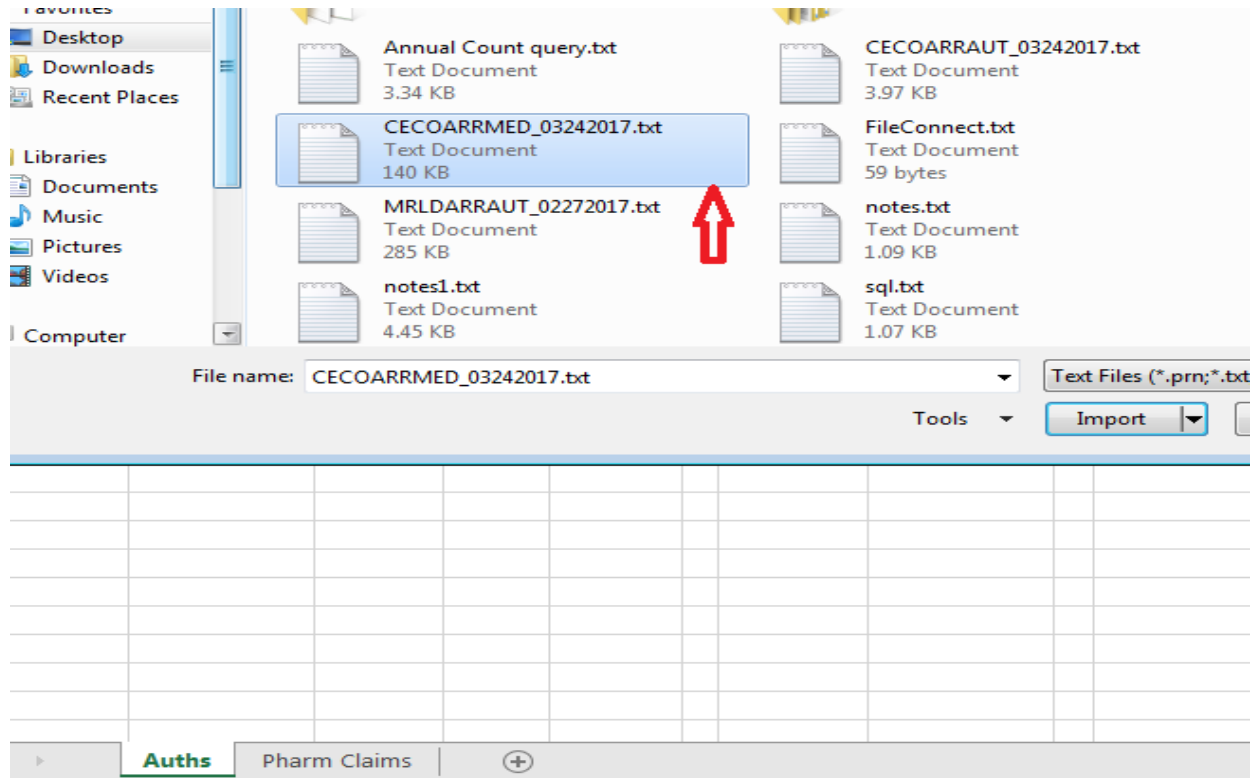 Favorites
Desktop
Downloads
Recent Places
Libraries
Documents
Music
Pictures
Videos
Computer
Annual Count query.txt
Text Document
3.34 KB
CECOARRAUT_03242017.txt
Text Document
3.97 KB
CECOARRMED_03242017.txt
Text Document
140 KB
FileConnect.txt
Text Document
59 bytes
MRLDARRAUT_02272017.txt
Text Document
285 KB
notes.txt
Text Document
1.09 KB
notes1.txt
Text Document
4.45 KB
sql.txt
Text Document
1.07 KB
File name: CECOARRMED_03242017.txt
Text Files (*.prn;*.txt
Tools
Import
Auths
Pharm Claims